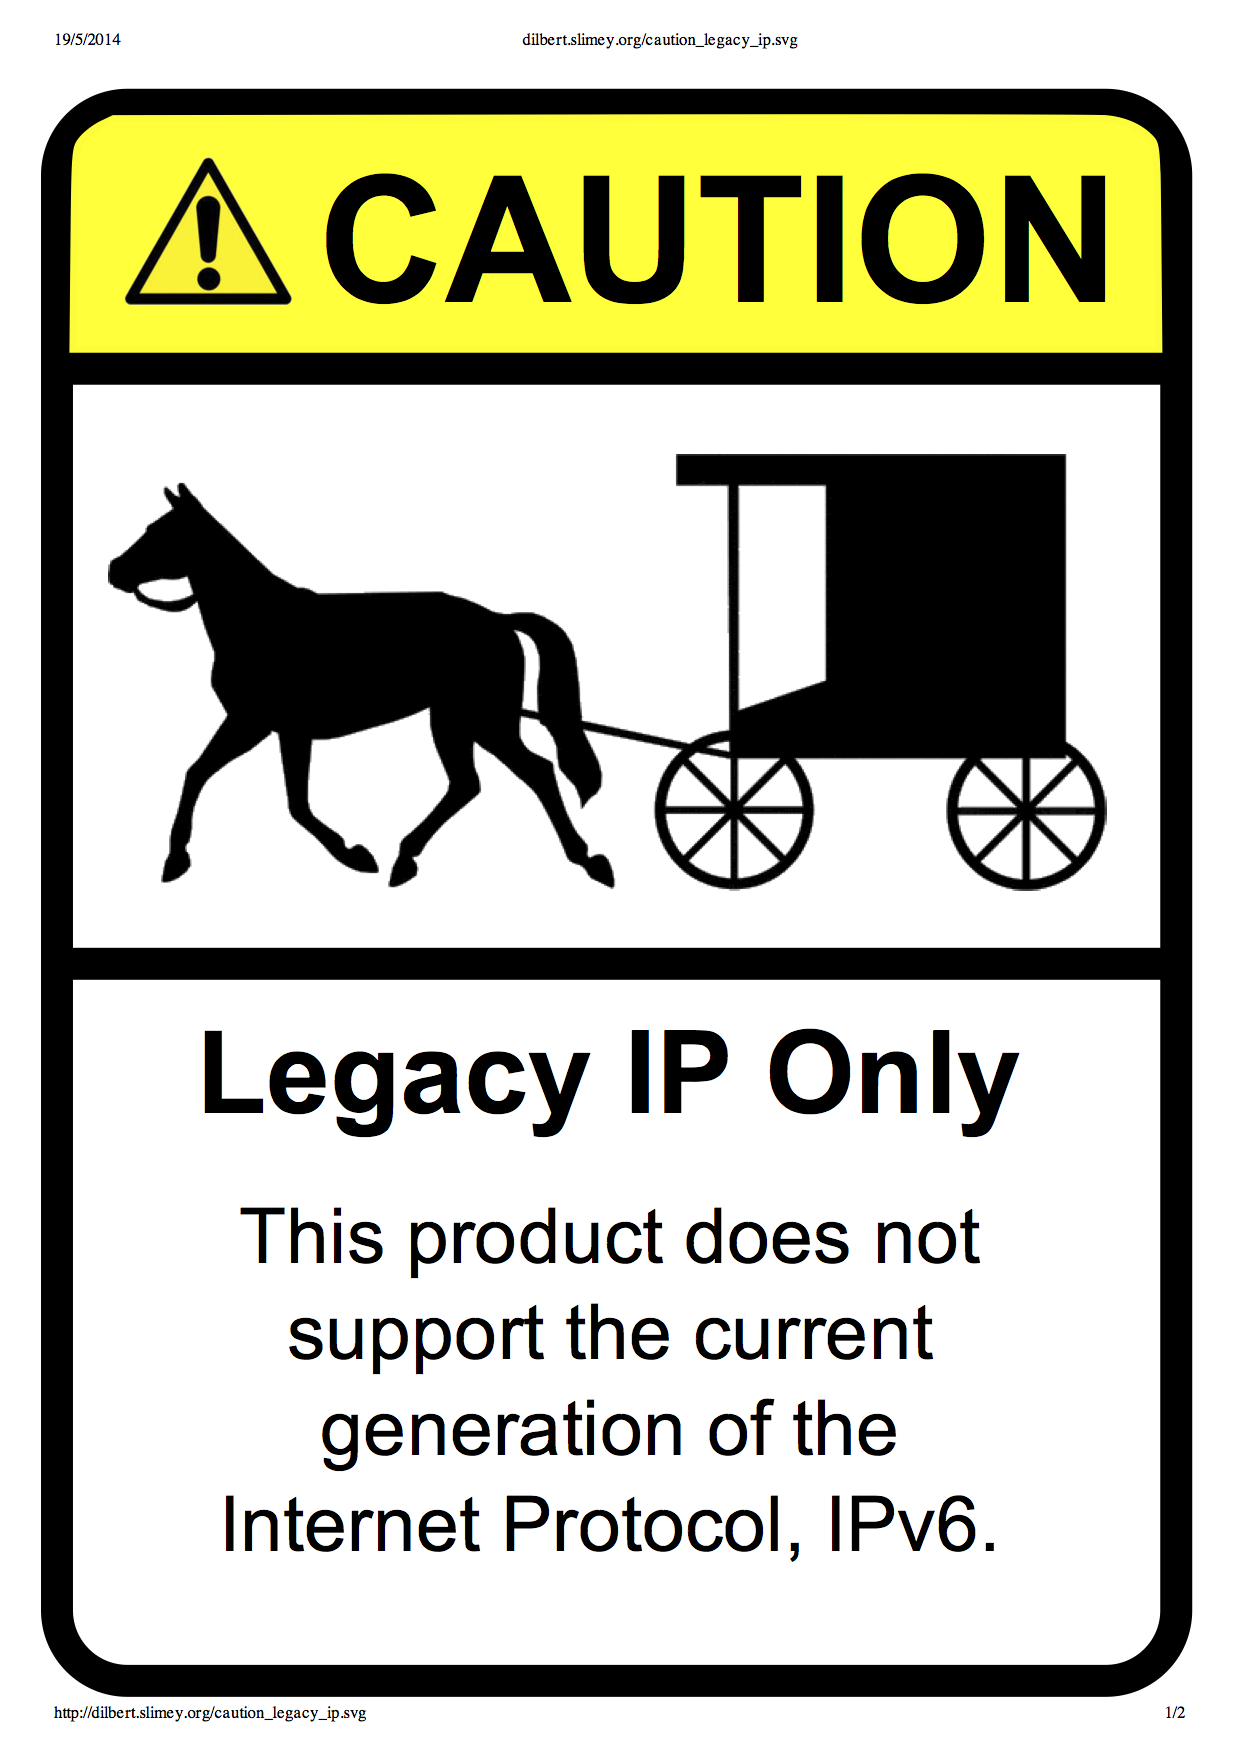 19/5/2014
dilbert.slimey.org/caution_legacy_ip.svg
! CAUTION
Legacy IP Only
This product does not
support the current
generation of the
Internet Protocol, IPv6.
http://dilbert.slimey.org/caution_legacy_ip.svg
1/2